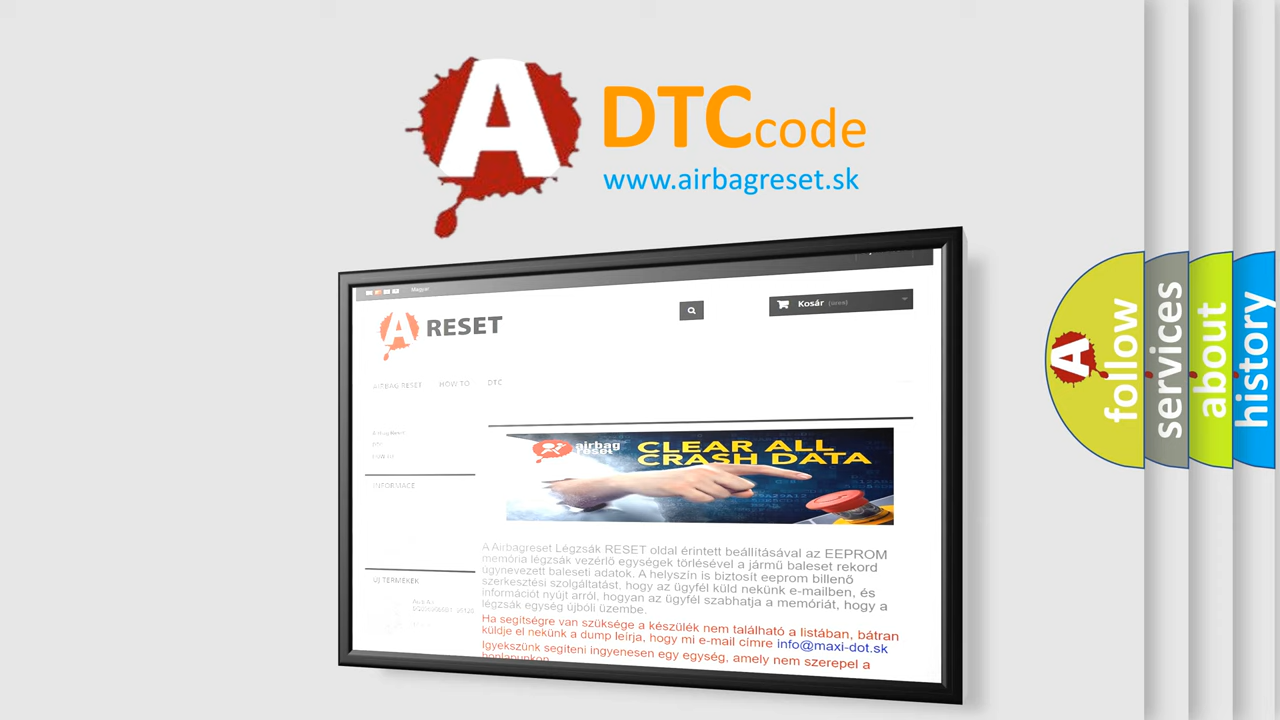 A DTC code
www.airbagreset.sk
Magyar
Kosár (üres)
A RESET
AIRBAG RESET HOW TO DTC
INFORMACE
airbag
reset
CLEAR ALL
CRASH DATA
A Airbagreset Légzsák RESET oldal érintett beállításával az EEPROM
memória légzsák vezérlő egységek törlésével a jármű baleset rekord
úgynevezett baleseti adatok. A helyszín is biztosít eeprom billenő
szerkesztési szolgáltatást, hogy az ügyfél küld nekünk e-mailben, és
információt nyújt arról, hogyan az ügyfél szabhatja a memóriát, hogy a
légzsák egység újbóli üzembe.
Ha segítségre van szüksége a készülék nem található a listában, bátran
küldje el nekünk a dump leírja, hogy mi e-mail címre info@maxi-dot.sk
Igyekszünk segíteni ingyenesen egy egység, amely nem szerepel a
honlapunkon
ÚJ TERMÉKEK
A follow
services
about
history